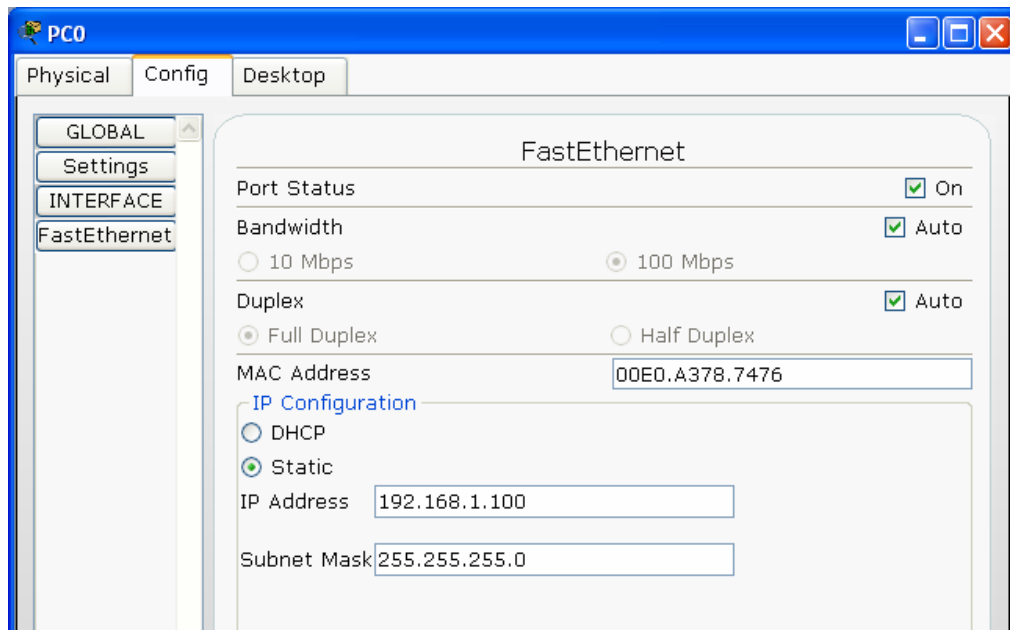 PC0
Physical Config Desktop
GLOBAL
Settings
INTERFACE
FastEthernet
FastEthernet
Port Status On
Bandwidth Auto
10 Mbps 100 Mbps
Duplex Auto
Full Duplex Half Duplex
MAC Address 00E0.A378.7476
IP Configuration
DHCP
Static
IP Address 192.168.1.100
Subnet Mask 255.255.255.0